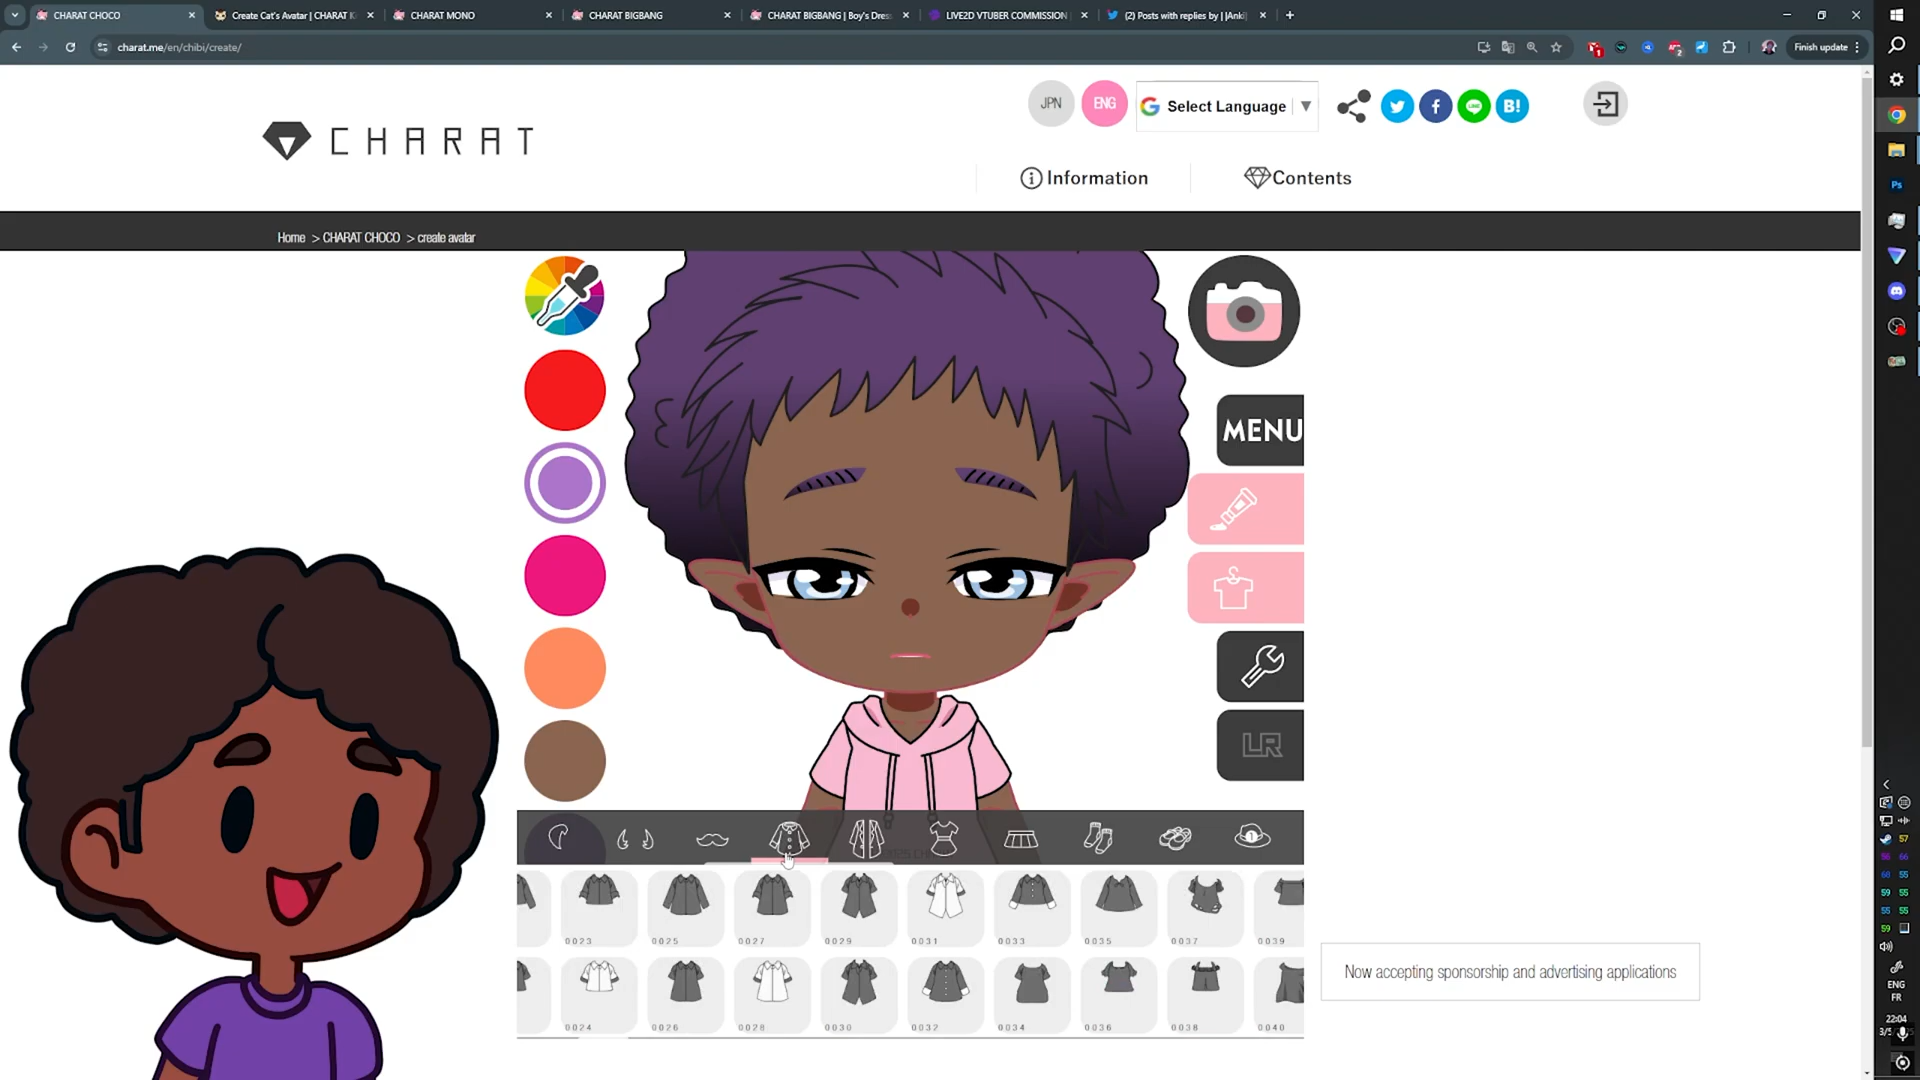 CHARAT CHOCO
Create Cat's Avatar | CHARAT K
CHARAT MONO
CHARAT BIGBANG
CHARAT BIGBANG | Boy's Dres
LIVE2D VTUBER COMMISSION
(2) Posts with replies by | |Anki|
charat.me/en/chibi/create/
Finish update
JPN
ENG
Select Language
CHARAT
Information
Contents
Home > CHARAT CHOCO > create avatar
MENU
LR
0023
0025
0027
0029
0031
0033
0035
0037
0039
0024
0026
0028
0030
0032
0034
0036
0038
0040
Now accepting sponsorship and advertising applications
ENG
FR
22:04